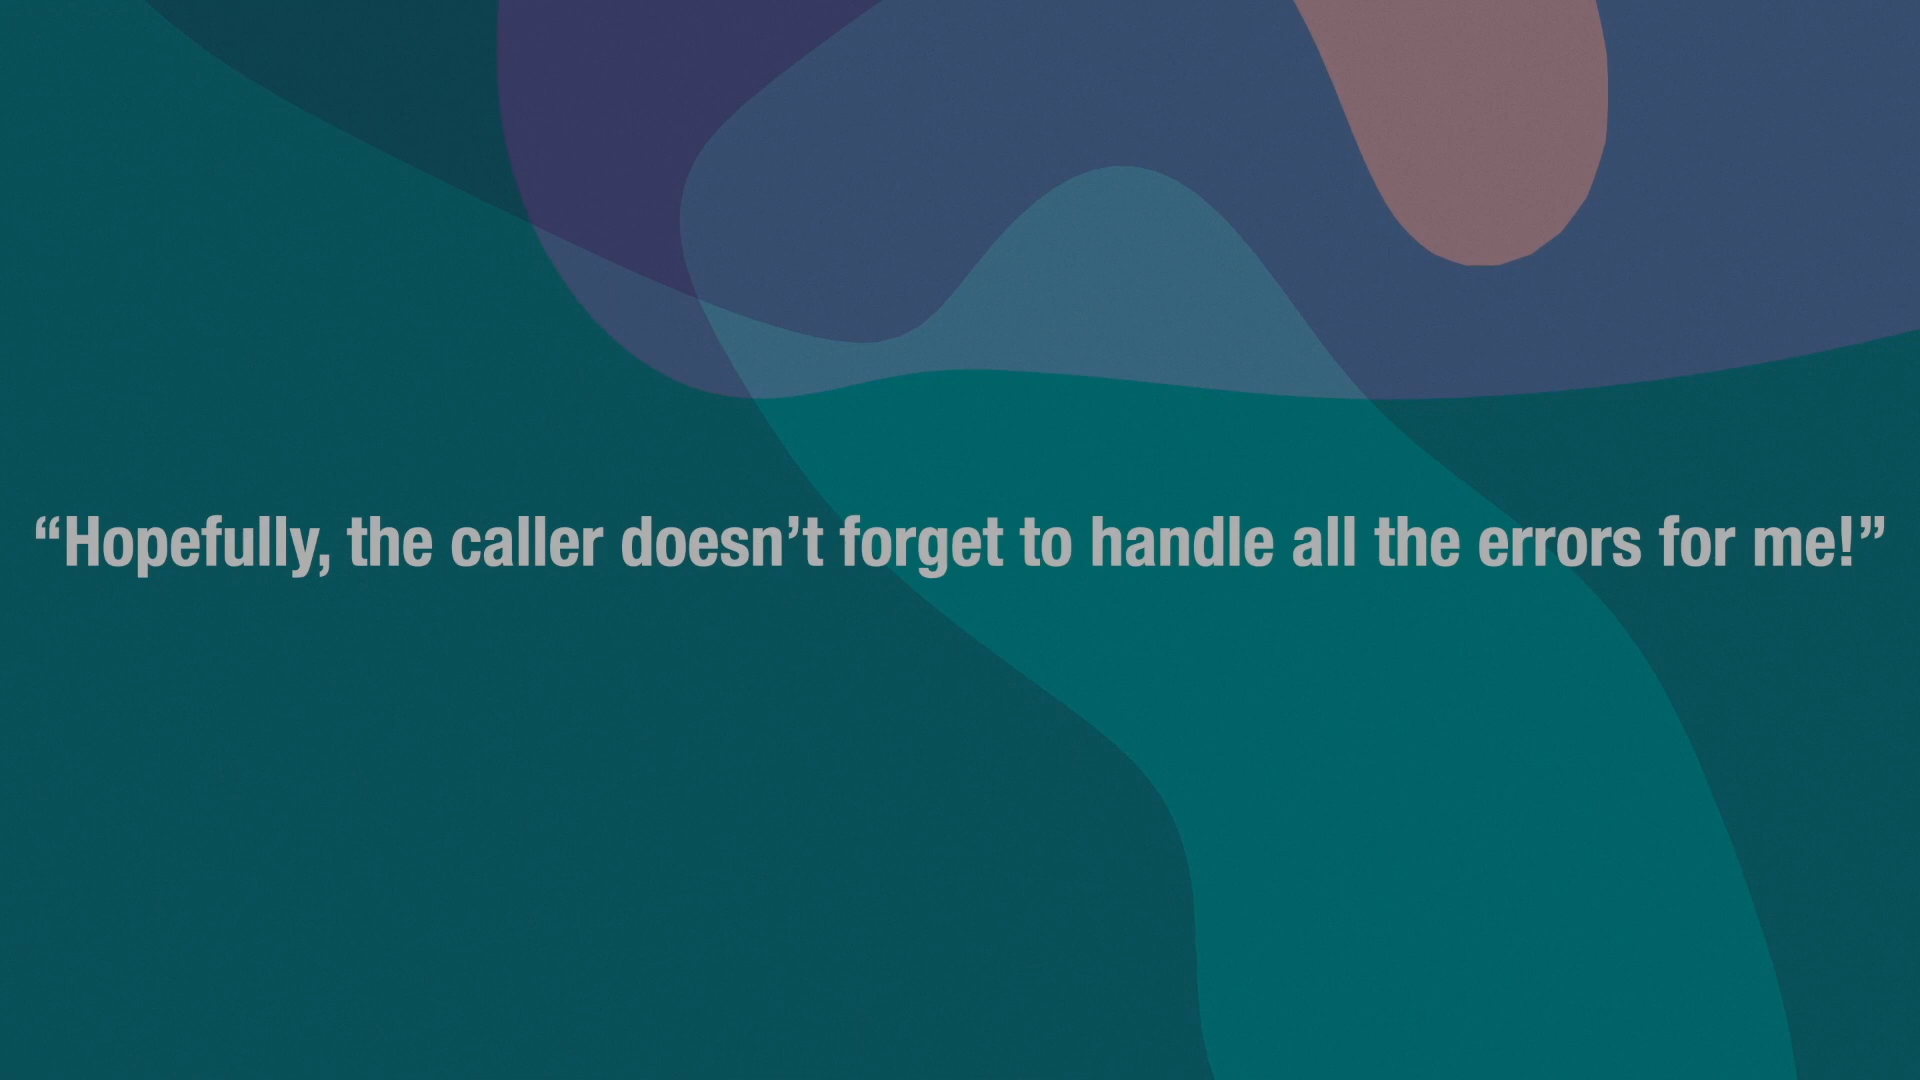 “Hopefully, the caller doesn’t forget to handle all the errors for me!”